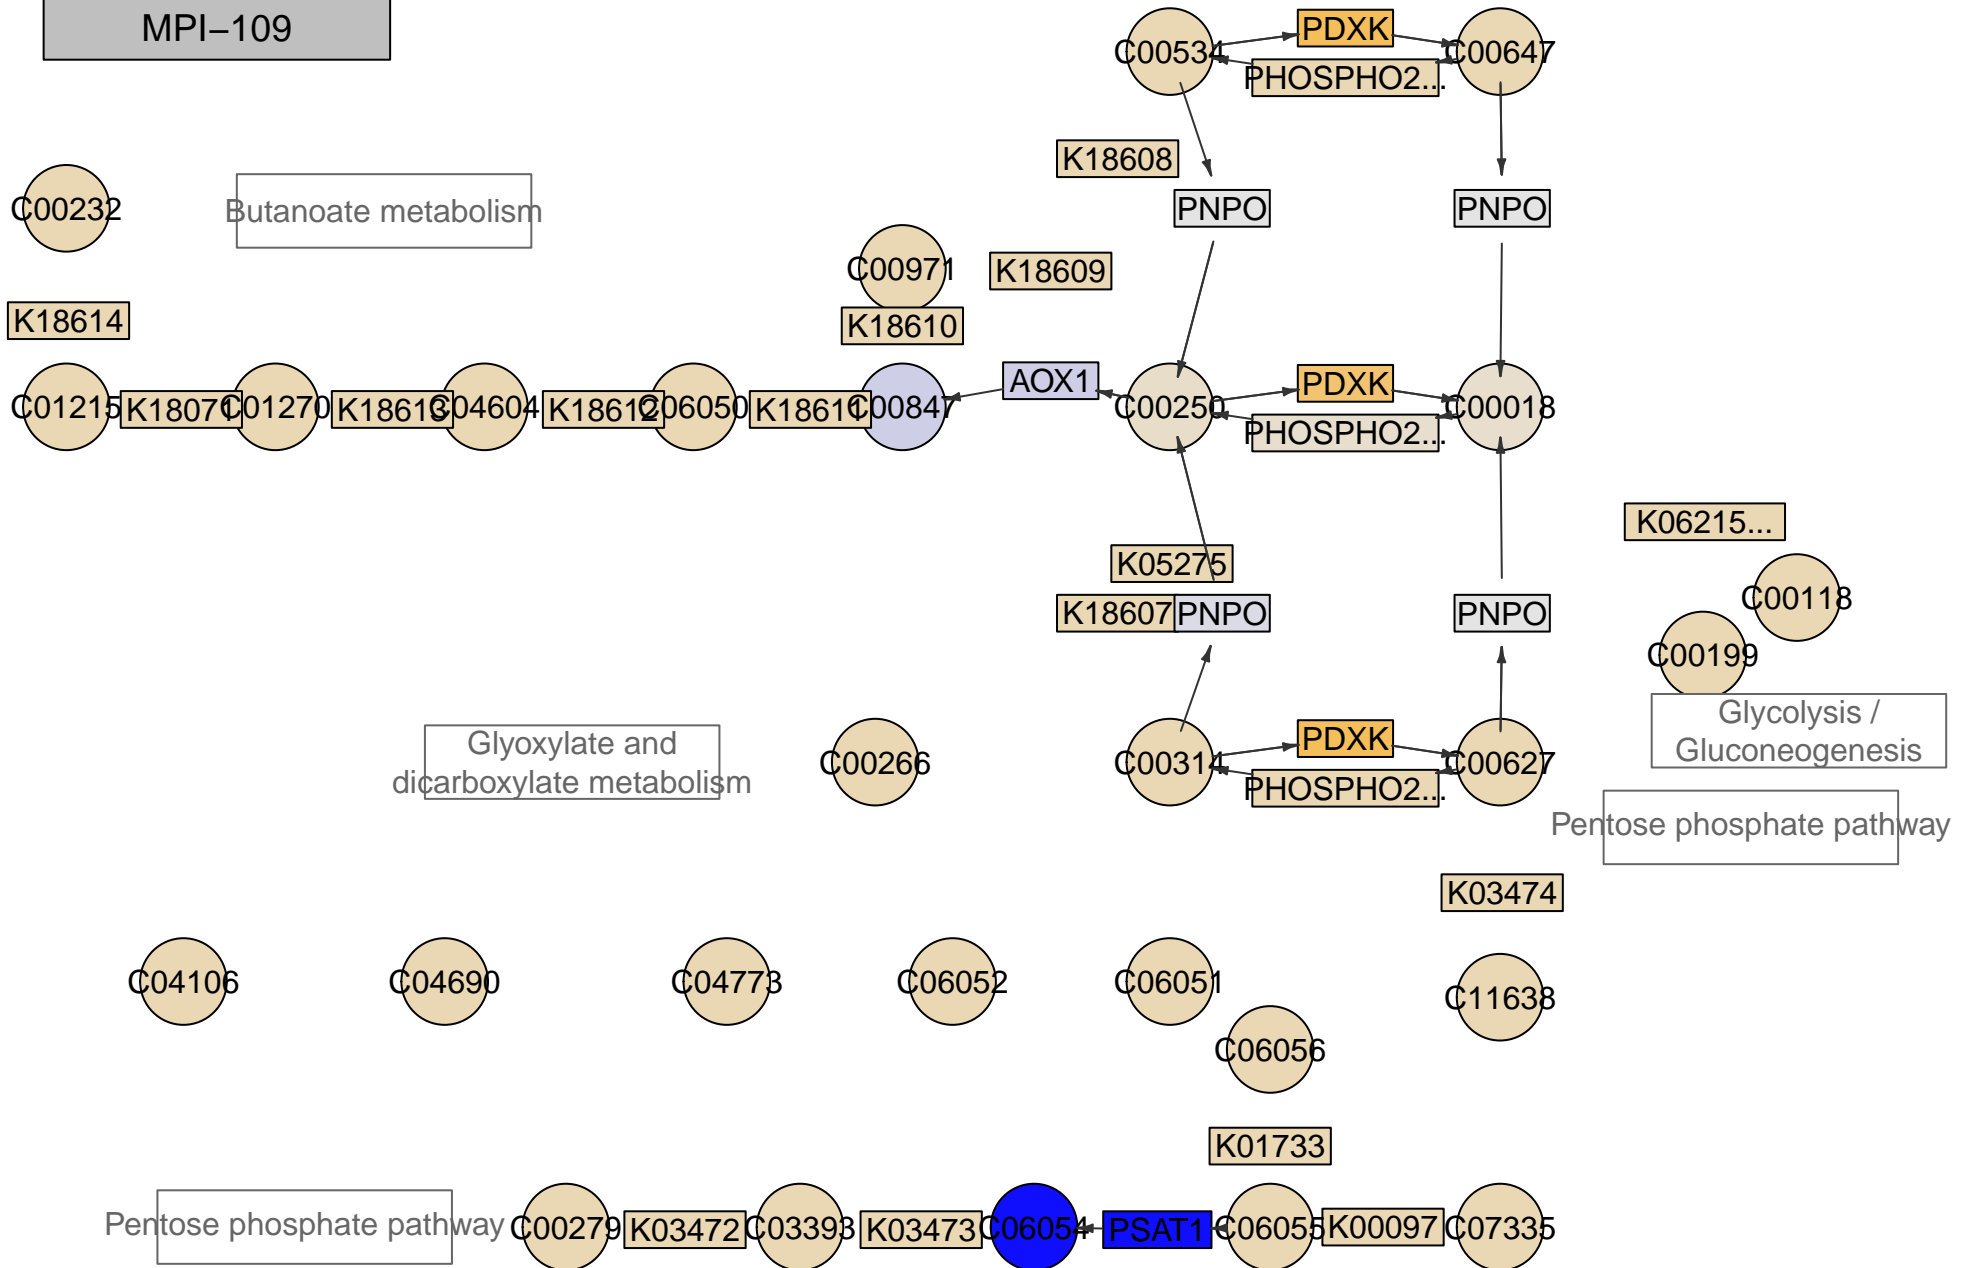 MPI–109
C00534
PDXK
C00647
PHOSPHO2...
K18608
C00232
Butanoate metabolism
PNPO
PNPO
C00971
K18609
K18614
K18610
AOX1
PDXK
C01215
K18071
C01270
K18613
C04604
K18612
C06050
K18611
C00847
C00250
C00018
PHOSPHO2...
K06215...
K05275
C00118
K18607
PNPO
PNPO
C00199
Glycolysis /
Gluconeogenesis
Glyoxylate and
dicarboxylate metabolism
C00266
C00314
PDXK
C00627
PHOSPHO2...
Pentose phosphate pathway
K03474
C04106
C04690
C04773
C06052
C06051
C11638
C06056
K01733
Pentose phosphate pathway
C00279
K03472
C03393
K03473
C06054
PSAT1
C06055
K00097
C07335